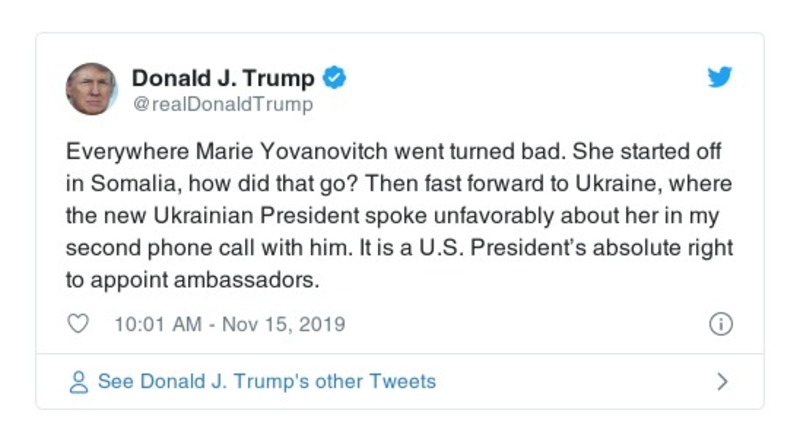 Donald J. Trump
@realDonaldTrump
Everywhere Marie Yovanovitch went turned bad. She started off
in Somalia, how did that go? Then fast forward to Ukraine, where
the new Ukrainian President spoke unfavorably about her in my
second phone call with him. It is a U.S. President’s absolute right
to appoint ambassadors.
10:01 AM - Nov 15, 2019
See Donald J. Trump's other Tweets